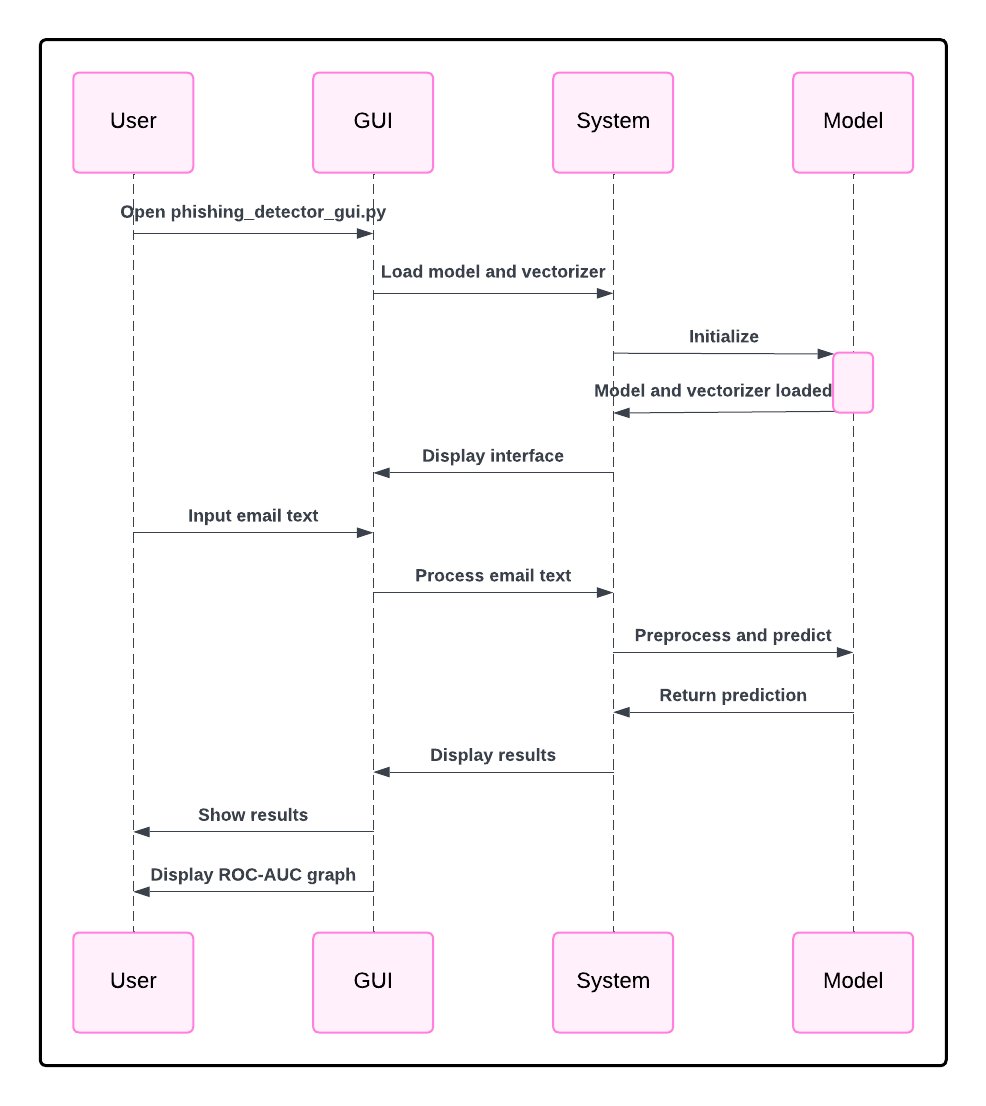 User
GUI
System
Model
Open phishing_detector_gui.py
Load model and vectorizer
Initialize
Model and vectorizer loaded
Display interface
Input email text
Process email text
Preprocess and predict
Return prediction
Display results
Show results
Display ROC-AUC graph
User
GUI
System
Model